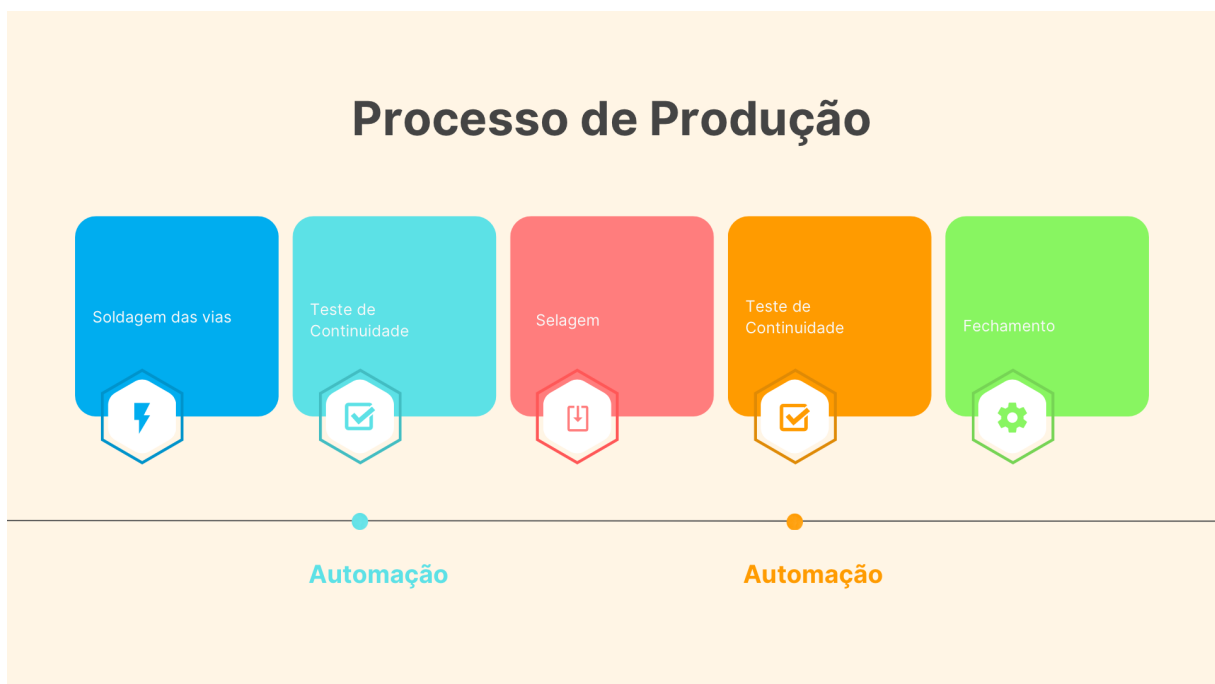 Processo de Produção
Soldagem das vias
Teste de
Continuidade
Selagem
Teste de
Continuidade
Fechamento
Automação
Automação